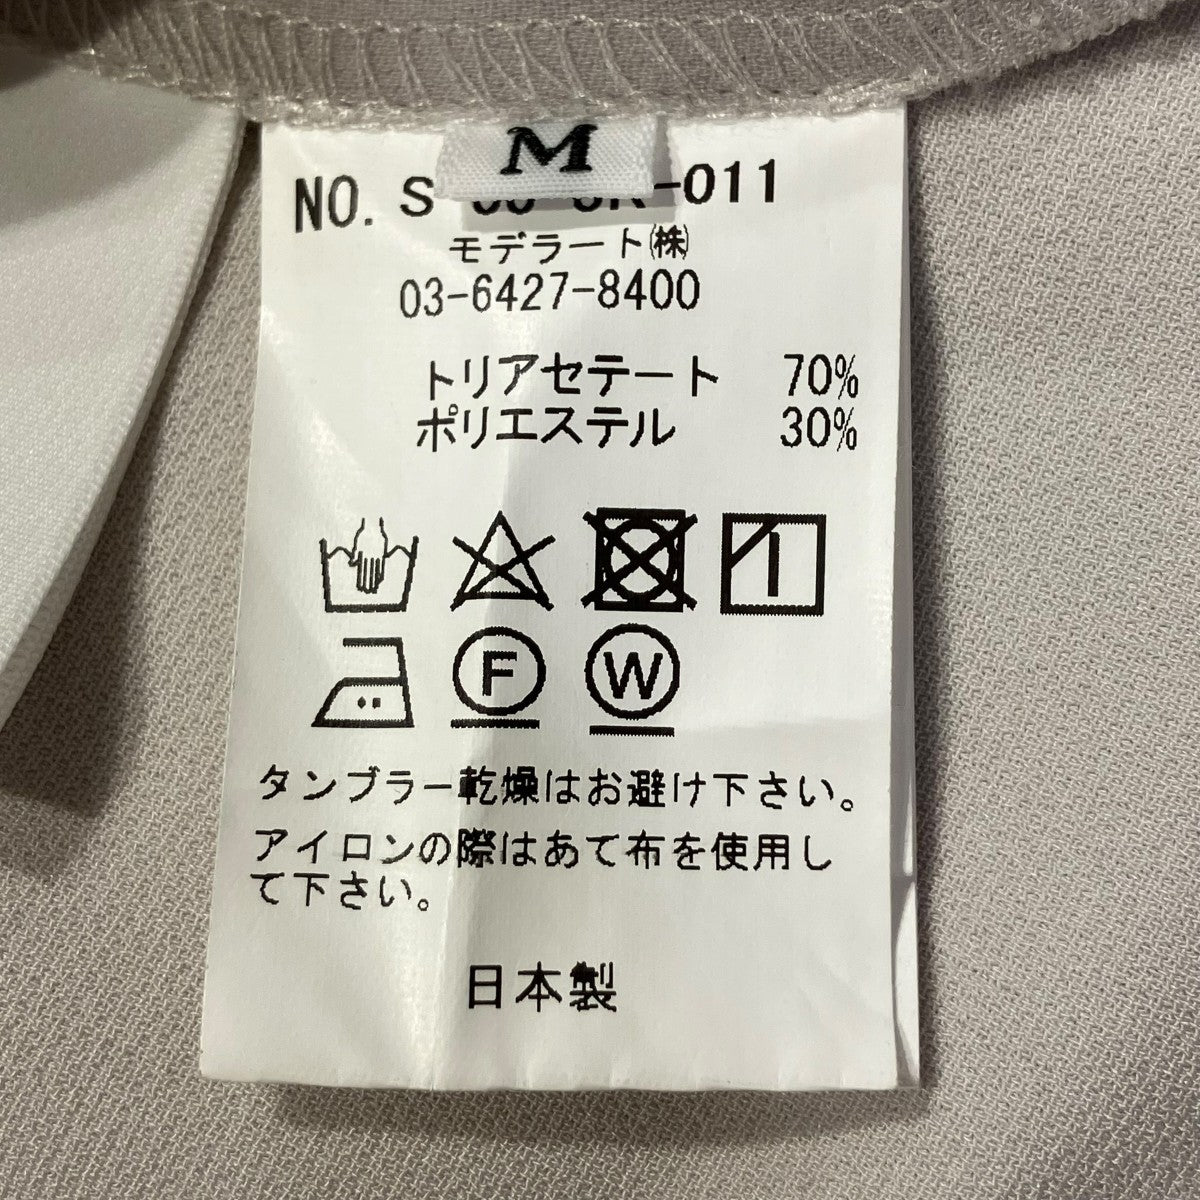 M
NO. S -011
モデラート㈱
03-6427-8400
トリアセテート 70%
ポリエステル 30%
F W
タンブラー乾燥はお避け下さい。
アイロンの際はあて布を使用し
て下さい。
日本製